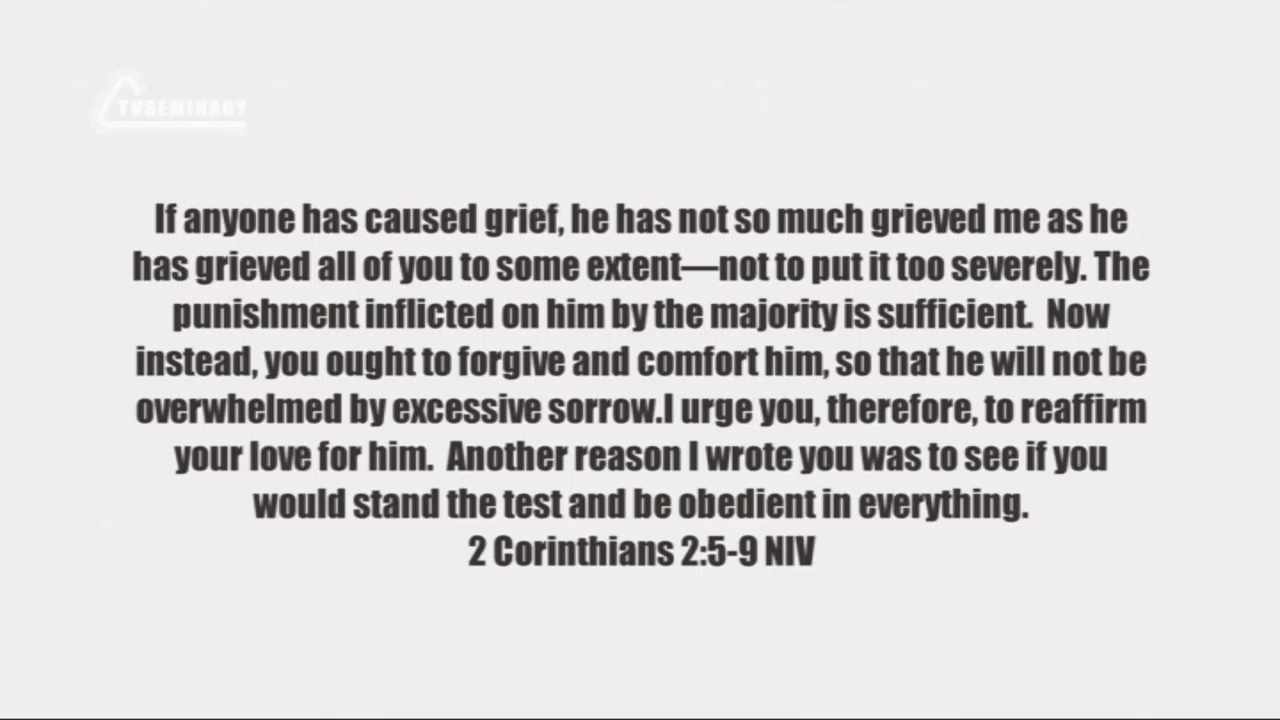 TVSEMINARY
If anyone has caused grief, he has not so much grieved me as he
has grieved all of you to some extent—not to put it too severely. The
punishment inflicted on him by the majority is sufficient.  Now
instead, you ought to forgive and comfort him, so that he will not be
overwhelmed by excessive sorrow.I urge you, therefore, to reaffirm
your love for him.  Another reason I wrote you was to see if you
would stand the test and be obedient in everything.
2 Corinthians 2:5-9 NIV